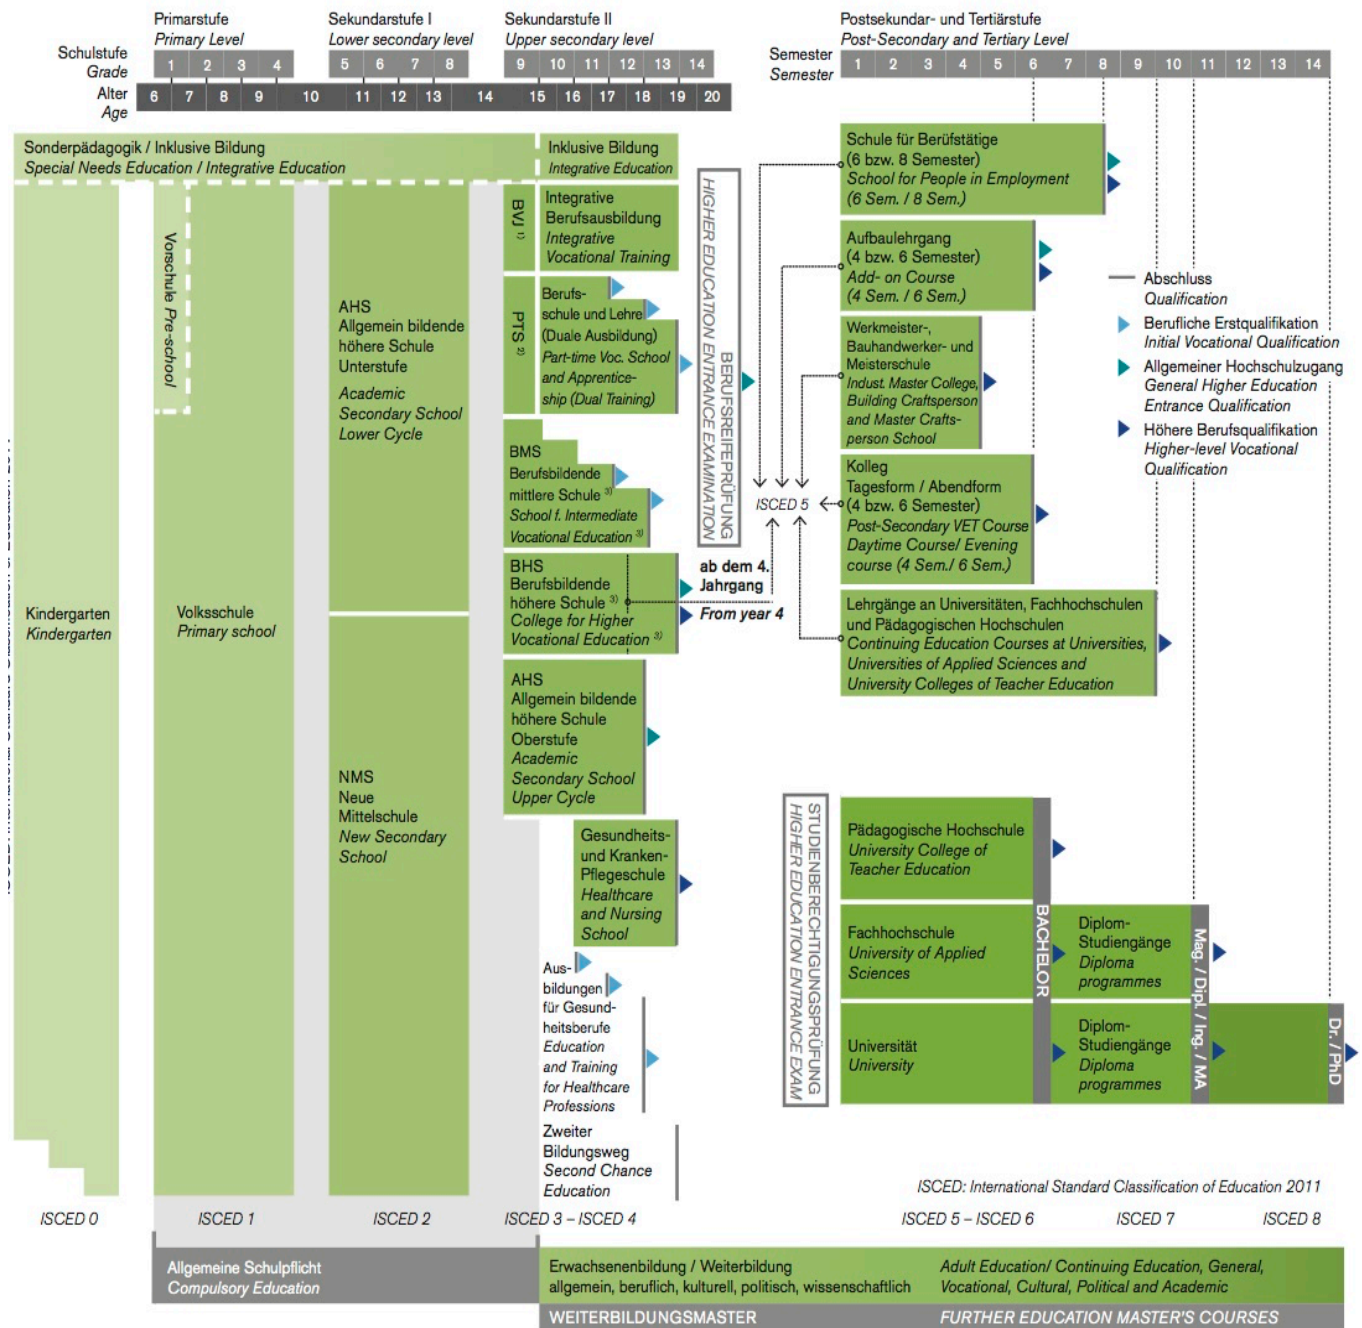 Primarstufe
Primary Level
Sekundarstufe I
Lower secondary level
Sekundarstufe II
Upper secondary level
Postsekundar- und Tertiärstufe
Post-Secondary and Tertiary Level
Schulstufe
Grade
1 2 3 4 5 6 7 8 9 10 11 12 13 14
Semester
Semester
1 2 3 4 5 6 7 8 9 10 11 12 13 14
Alter
Age
6 7 8 9 10 11 12 13 14 15 16 17 18 19 20
Sonderpädagogik / Inklusive Bildung
Special Needs Education / Integrative Education
Inklusive Bildung
Integrative Education
Kindergarten
Kindergarten
Vorschule Pre-school
Volksschule
Primary school
AHS
Allgemein bildende
höhere Schule
Unterstufe
Academic
Secondary School
Lower Cycle
NMS
Neue
Mittelschule
New Secondary
School
BVJ 1)
Integrative
Berufsausbildung
Integrative
Vocational Training
PTS 2)
Berufs-
schule und Lehre
(Duale Ausbildung)
Part-time Voc. School
and Apprentice-
ship (Dual Training)
BMS
Berufsbildende
mittlere Schule 3)
School f. Intermediate
Vocational Education 3)
BHS
Berufsbildende
höhere Schule 3)
College for Higher
Vocational Education 3)
AHS
Allgemein bildende
höhere Schule
Oberstufe
Academic
Secondary School
Upper Cycle
Gesundheits-
und Kranken-
Pflegeschule
Healthcare
and Nursing
School
Aus-
bildungen
für Gesund-
heitsberufe
Education
and Training
for Healthcare
Professions
Zweiter
Bildungsweg
Second Chance
Education
BERUFSREIFEPRÜFUNG
HIGHER EDUCATION ENTRANCE EXAMINATION
ab dem 4.
Jahrgang
From year 4
ISCED 5
Schule für Berüfstätige
(6 bzw. 8 Semester)
School for People in Employment
(6 Sem. / 8 Sem.)
Aufbaulehrgang
(4 bzw. 6 Semester)
Add- on Course
(4 Sem. / 6 Sem.)
Werkmeister-,
Bauhandwerker- und
Meisterschule
Indust. Master College,
Building Craftsperson
and Master Crafts-
person School
Kolleg
Tagesform / Abendform
(4 bzw. 6 Semester)
Post-Secondary VET Course
Daytime Course/ Evening
course (4 Sem./ 6 Sem.)
Lehrgänge an Universitäten, Fachhochschulen
und Pädagogischen Hochschulen
Continuing Education Courses at Universities,
Universities of Applied Sciences and
University Colleges of Teacher Education
Abschluss
Qualification
Berufliche Erstqualifikation
Initial Vocational Qualification
Allgemeiner Hochschulzugang
General Higher Education
Entrance Qualification
Höhere Berufsqualifikation
Higher-level Vocational
Qualification
STUDIENBERECHTIGUNGSPRÜFUNG
HIGHER EDUCATION ENTRANCE EXAM
Pädagogische Hochschule
University College of
Teacher Education
Fachhochschule
University of Applied
Sciences
Universität
University
BACHELOR
Diplom-
Studiengänge
Diploma
programmes
Diplom-
Studiengänge
Diploma
programmes
Mag. / Dipl. / Ing. / MA
Dr. / PhD
ISCED: International Standard Classification of Education 2011
ISCED 0
ISCED 1
ISCED 2
ISCED 3 – ISCED 4
ISCED 5 – ISCED 6
ISCED 7
ISCED 8
Allgemeine Schulpflicht
Compulsory Education
Erwachsenenbildung / Weiterbildung
allgemein, beruflich, kulturell, politisch, wissenschaftlich
Adult Education/ Continuing Education, General,
Vocational, Cultural, Political and Academic
WEITERBILDUNGSMASTER
FURTHER EDUCATION MASTER'S COURSES